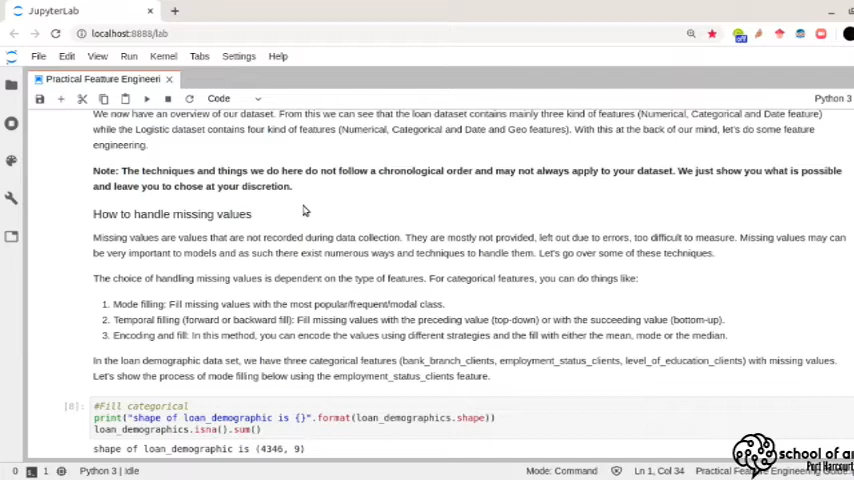 JupyterLab
localhost:8888/lab
off
File Edit View Run Kernel Tabs Settings Help
Practical Featture Engineeri
Code
Python 3
We now have an overview of our dataset. From this we can see that the loan dataset contains mainly three kind of features (Numerical, Categorical and Date feature)
while the Logistic dataset contains four kind of features (Numerical, Categorical and Date and Geo features). With this at the back of our mind, let's do some feature
engineering.
Note: The techniques and things we do here do not follow a chronological order and may not always apply to your dataset. We just show you what is possible
and leave you to chose at your discretion.
How to handle missing values
Missing values are values that are not recorded during data collection. They are mostly not provided, left out due to errors, too difficult to measure. Missing values may can
be very important to models and as such there exist numerous ways and techniques to handle them. Let's go over some of these techniques.
The choice of handling missing values is dependent on the type of features. For categorical features, you can do things like:
1. Mode filling: Fill missing values with the most popular/frequent/modal class.
2. Temporal filling (forward or backward fill): Fill missing values with the preceding value (top-down) or with the succeeding value (bottom-up).
3. Encoding and fill: In this method, you can encode the values using different strategies and the fill with either the mean, mode or the median.
In the loan demographic data set, we have three categorical features (bank_branch_clients, employment_status_clients, level_of_education_clients) with missing values.
Let's show the process of mode filling below using the employment_status_clients feature.
[8]: #Fill categorical
print("shape of loan_demographic is {}".format(loan_demographics.shape))
loan_demographics.isna().sum()
shape of loan_demographic is (4346, 9)
school of
Port Harcourt
0 1 Python 3 | Idle Mode: Command Ln 1, Col 34 Practical